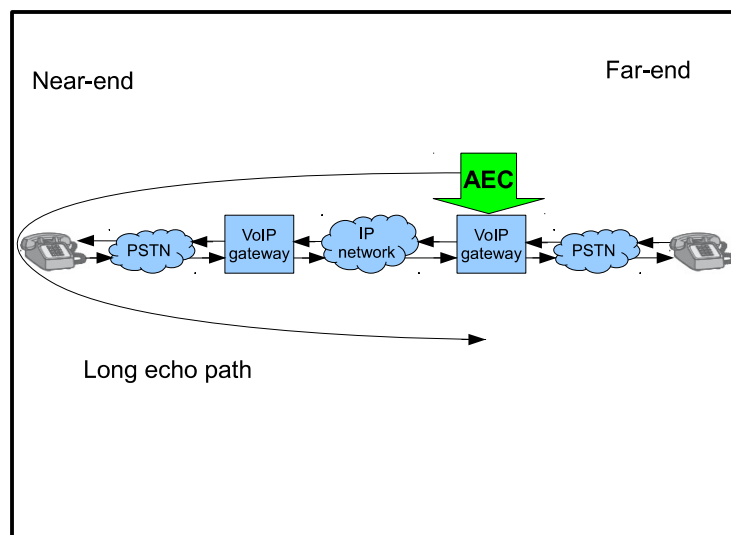 Near-end
Far-end
AEC
PSTN
VoIP
gateway
IP
network
VoIP
gateway
PSTN
Long echo path